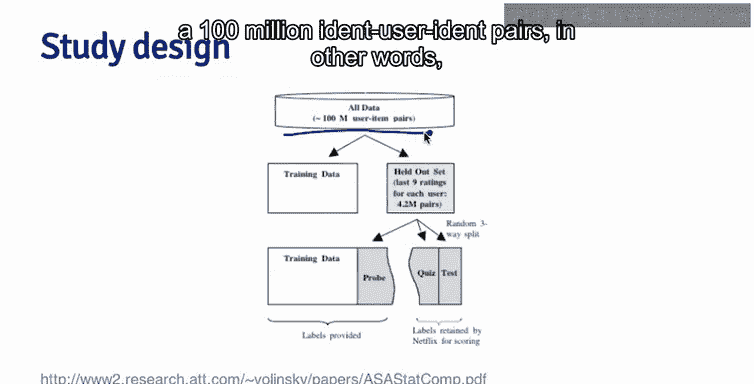 a 100 million ident-user-ident pairs, in
other words,
Study design
All Data
(~ 100 M user-item pairs)
Training Data
Held Out Set
(last 9 ratings
for each user:
4.2M pairs)
Random 3-
way split
Training Data
Probe
Quiz
Test
Labels provided
Labels retained by
Netflix for scoring
http://www2.research.att.com/~volinsky/papers/ASAStatComp.pdf